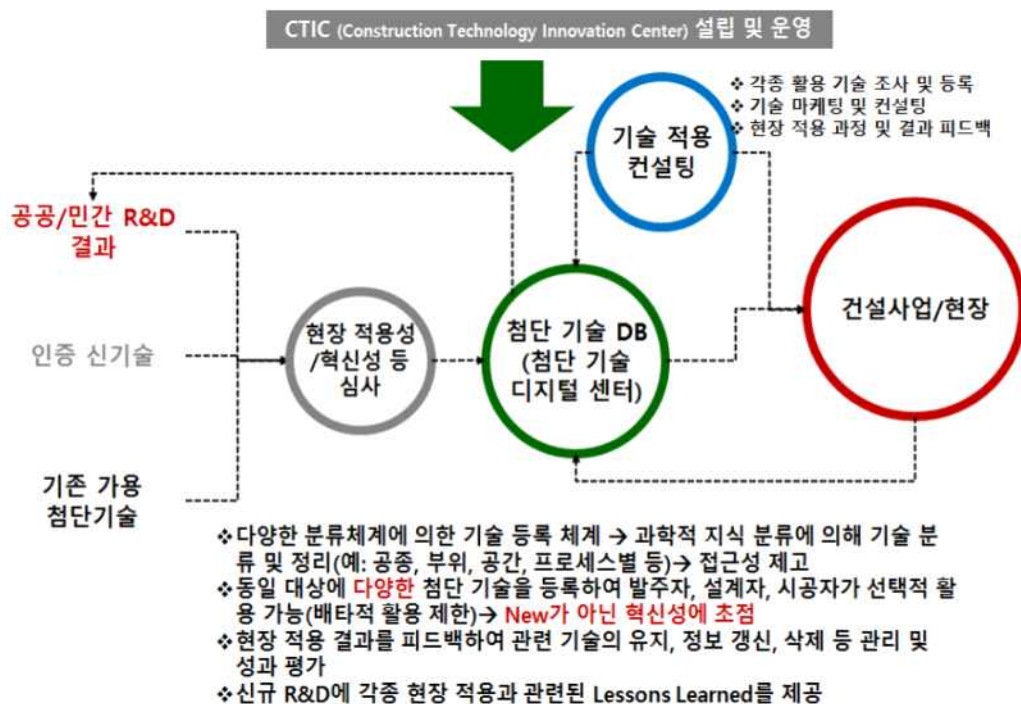 CTIC (Construction Technology Innovation Center) 설립 및 운영
❖ 각종 활용 기술 조사 및 등록
❖ 기술 마케팅 및 컨설팅
❖ 현장 적용 과정 및 결과 피드백
기술 적용
컨설팅
공공/민간 R&D
결과
인증 신기술
기존 가용
첨단기술
현장 적용성
/혁신성 등
심사
첨단 기술 DB
(첨단 기술
디지털 센터)
건설사업/현장
❖다양한 분류체계에 의한 기술 등록 체계 → 과학적 지식 분류에 의해 기술 분
류 및 정리(예: 공종, 부위, 공간, 프로세스별 등)→ 접근성 제고
❖동일 대상에 다양한 첨단 기술을 등록하여 발주자, 설계자, 시공자가 선택적 활
용 가능(배타적 활용 제한)→ New가 아닌 혁신성에 초점
❖현장 적용 결과를 피드백하여 관련 기술의 유지, 정보 갱신, 삭제 등 관리 및
성과 평가
❖신규 R&D에 각종 현장 적용과 관련된 Lessons Learned를 제공